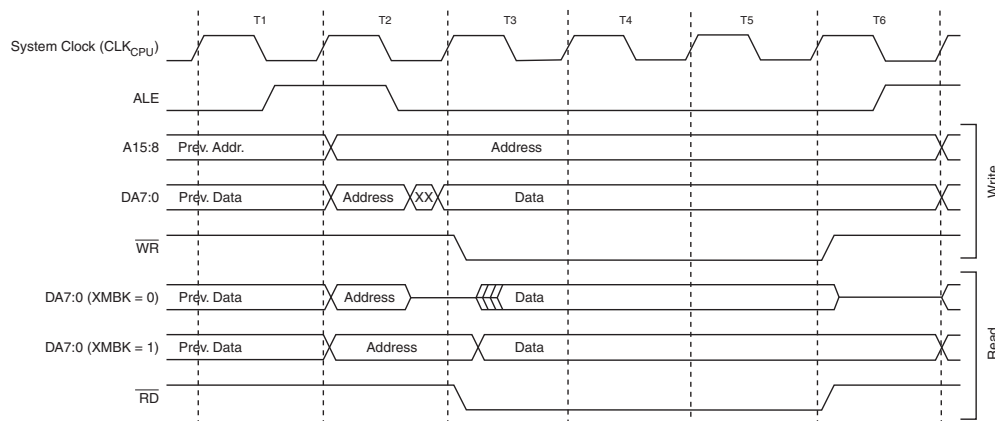 T1 T2 T3 T4 T5 T6
System Clock (CLKCPU)
ALE
A15:8 Prev. Addr. Address
DA7:0 Prev. Data Address XX Data
WR
Write
DA7:0 (XMBK = 0) Prev. Data Address Data
DA7:0 (XMBK = 1) Prev. Data Address Data
RD
Read